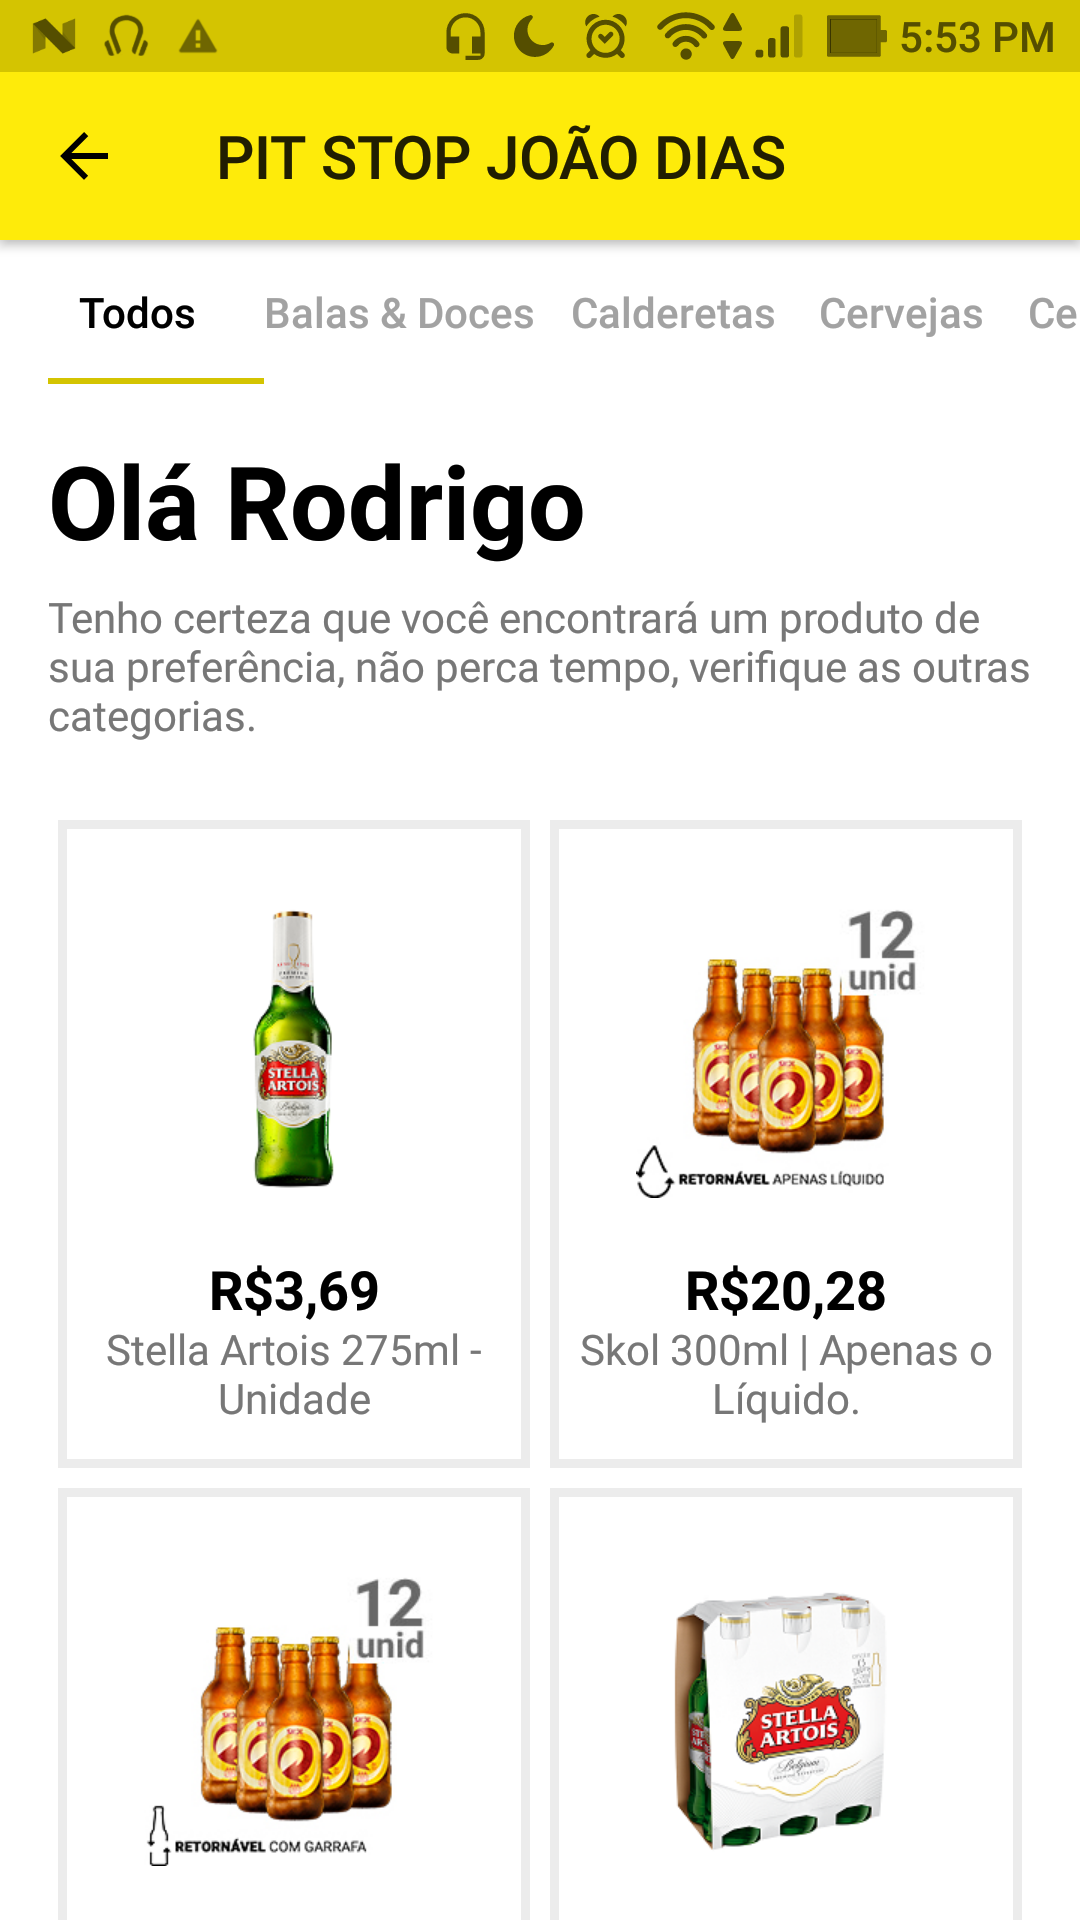 5:53 PM
PIT STOP JOÃO DIAS
Todos Balas & Doces Calderetas Cervejas Ce
Olá Rodrigo
Tenho certeza que você encontrará um produto de
sua preferência, não perca tempo, verifique as outras
categorias.
STELLA
ARTOIS
Belgium
R$3,69
Stella Artois 275ml -
Unidade
12
unid
RETORNÁVEL APENAS LÍQUIDO
R$20,28
Skol 300ml | Apenas o
Líquido.
12
unid
RETORNÁVEL COM GARRAFA
STELLA
ARTOIS
Belgium